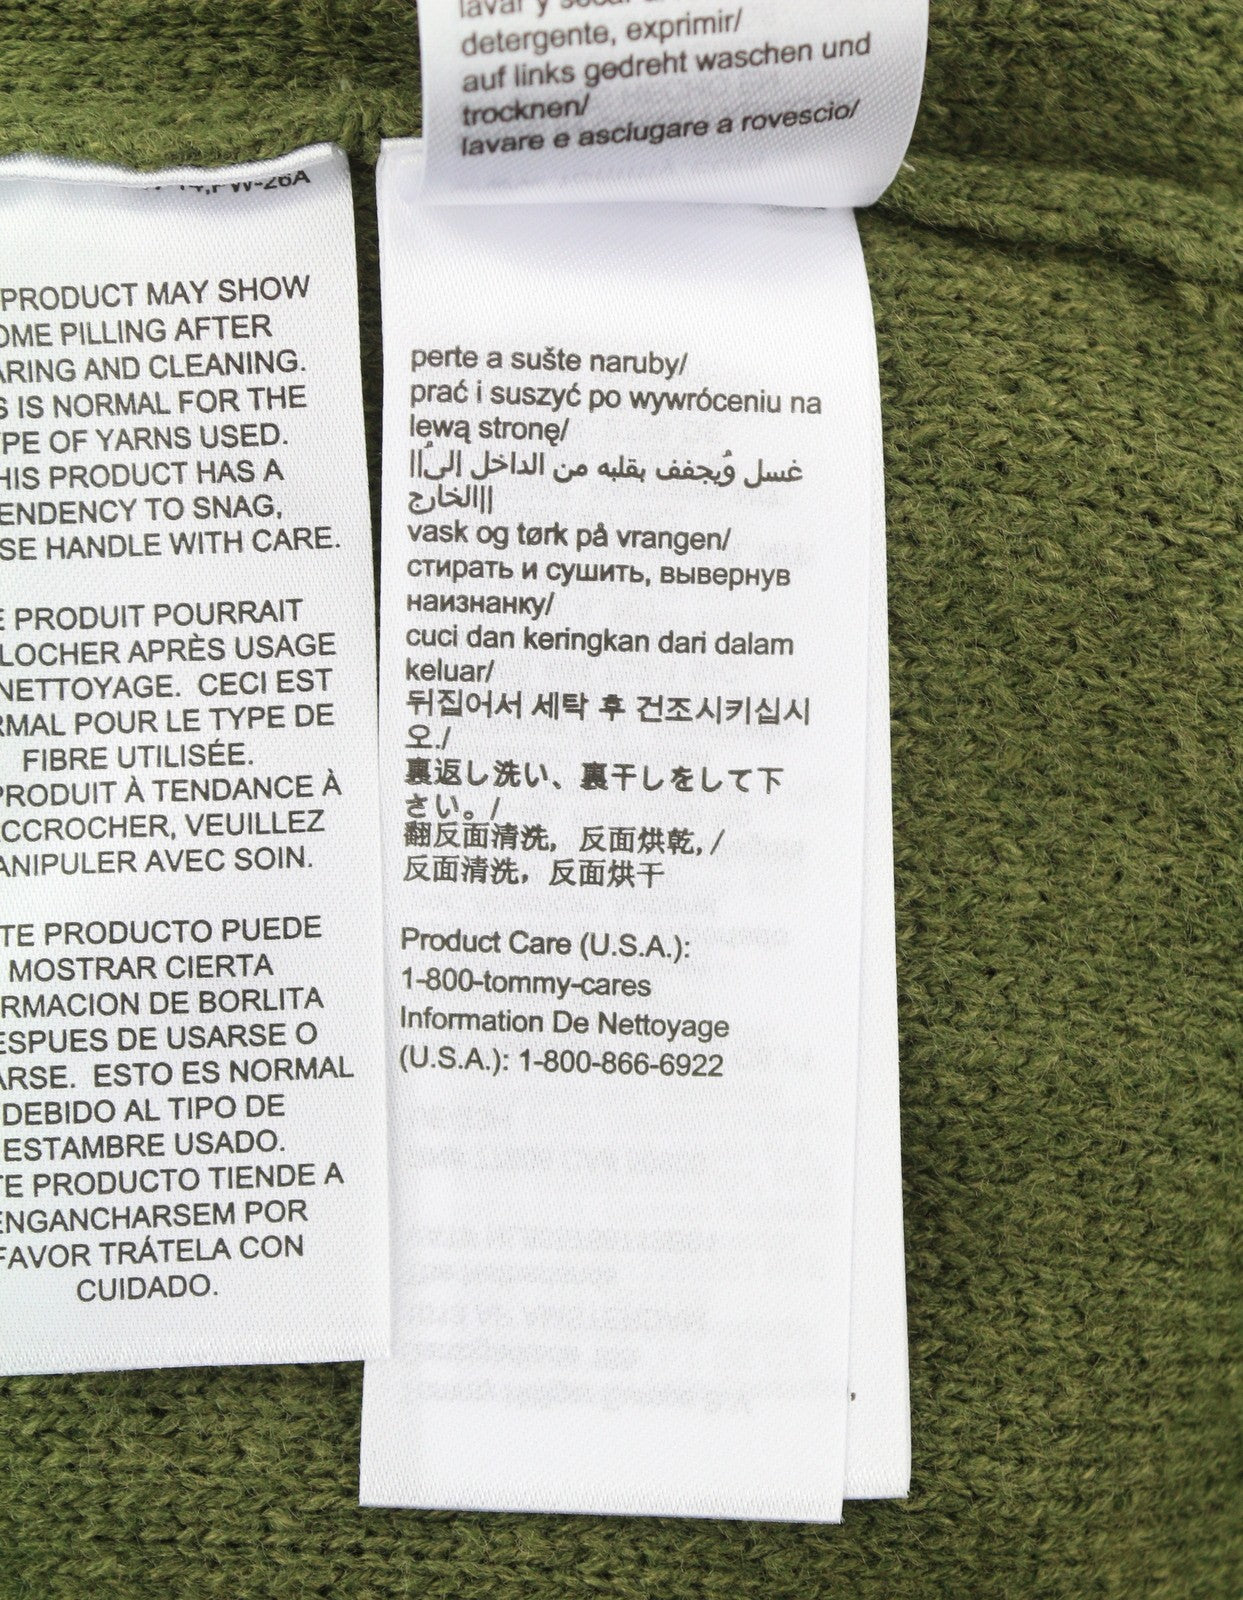 detergente, exprimir/
auf links gedreht waschen und
trocknen/
lavare e asciugare a rovescio/
PRODUCT MAY SHOW
OME PILLING AFTER
ARING AND CLEANING.
S IS NORMAL FOR THE
YPE OF YARNS USED.
HIS PRODUCT HAS A
ENDENCY TO SNAG,
SE HANDLE WITH CARE.
E PRODUIT POURRAIT
LOCHER APRÈS USAGE
NETTOYAGE. CECI EST
RMAL POUR LE TYPE DE
FIBRE UTILISÉE.
PRODUIT À TENDANCE À
CCROCHER, VEUILLEZ
ANIPULER AVEC SOIN.
TE PRODUCTO PUEDE
MOSTRAR CIERTA
RMACION DE BORLITA
ESPUES DE USARSE O
ARSE. ESTO ES NORMAL
DEBIDO AL TIPO DE
ESTAMBRE USADO.
TE PRODUCTO TIENDE A
ENGANCHARSEM POR
FAVOR TRÁTELA CON
CUIDADO.
perte a sušte naruby/
prać i suszyć po wywróceniu na
lewą stronę/
غسل وُيجفف بقلبه من الداخل إلىُ||
||الخارج
vask og tørk på vrangen/
стирать и сушить, вывернув
наизнанку/
cuci dan keringkan dari dalam
keluar/
뒤집어서 세탁 후 건조시키십시
오./
裏返し洗い、裏干しをして下
さい。/
翻反面清洗，反面烘乾,/
反面清洗，反面烘干
Product Care (U.S.A.):
1-800-tommy-cares
Information De Nettoyage
(U.S.A.): 1-800-866-6922